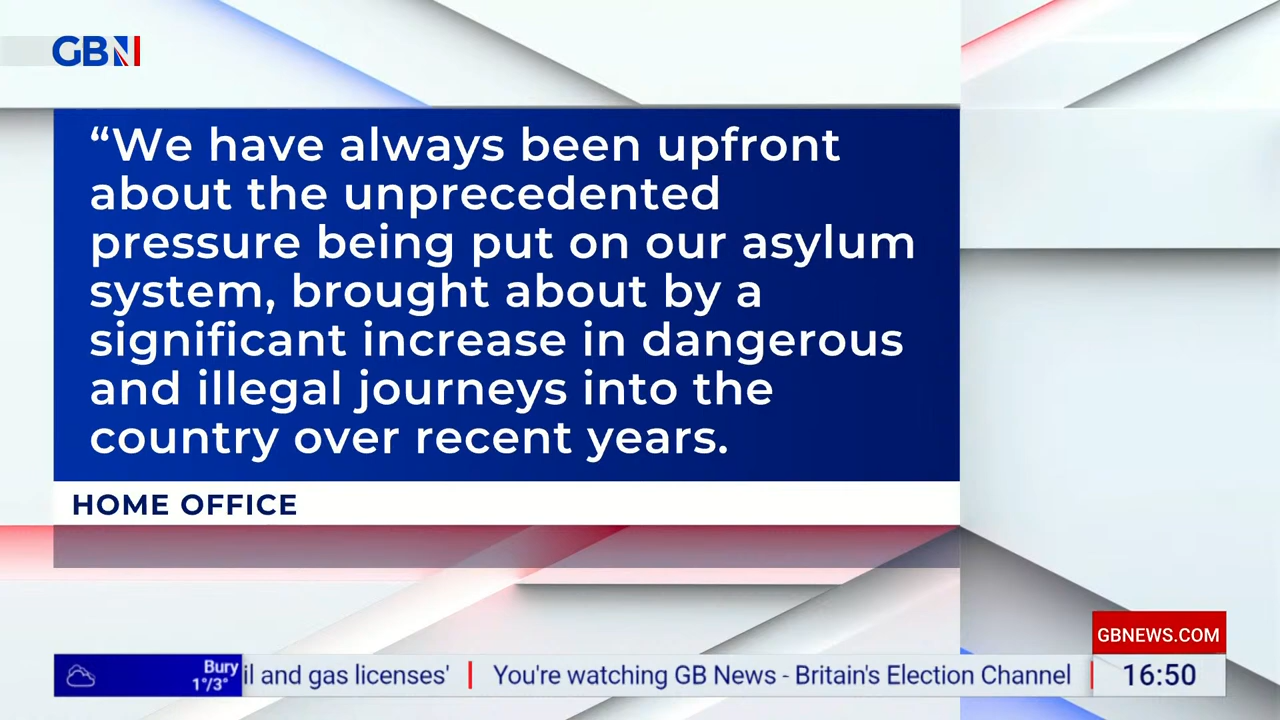 GBN
“We have always been upfront
about the unprecedented
pressure being put on our asylum
system, brought about by a
significant increase in dangerous
and illegal journeys into the
country over recent years.
HOME OFFICE
GBNEWS.COM
Bury
1°/3°
il and gas licenses' | You're watching GB News - Britain's Election Channel
16:50